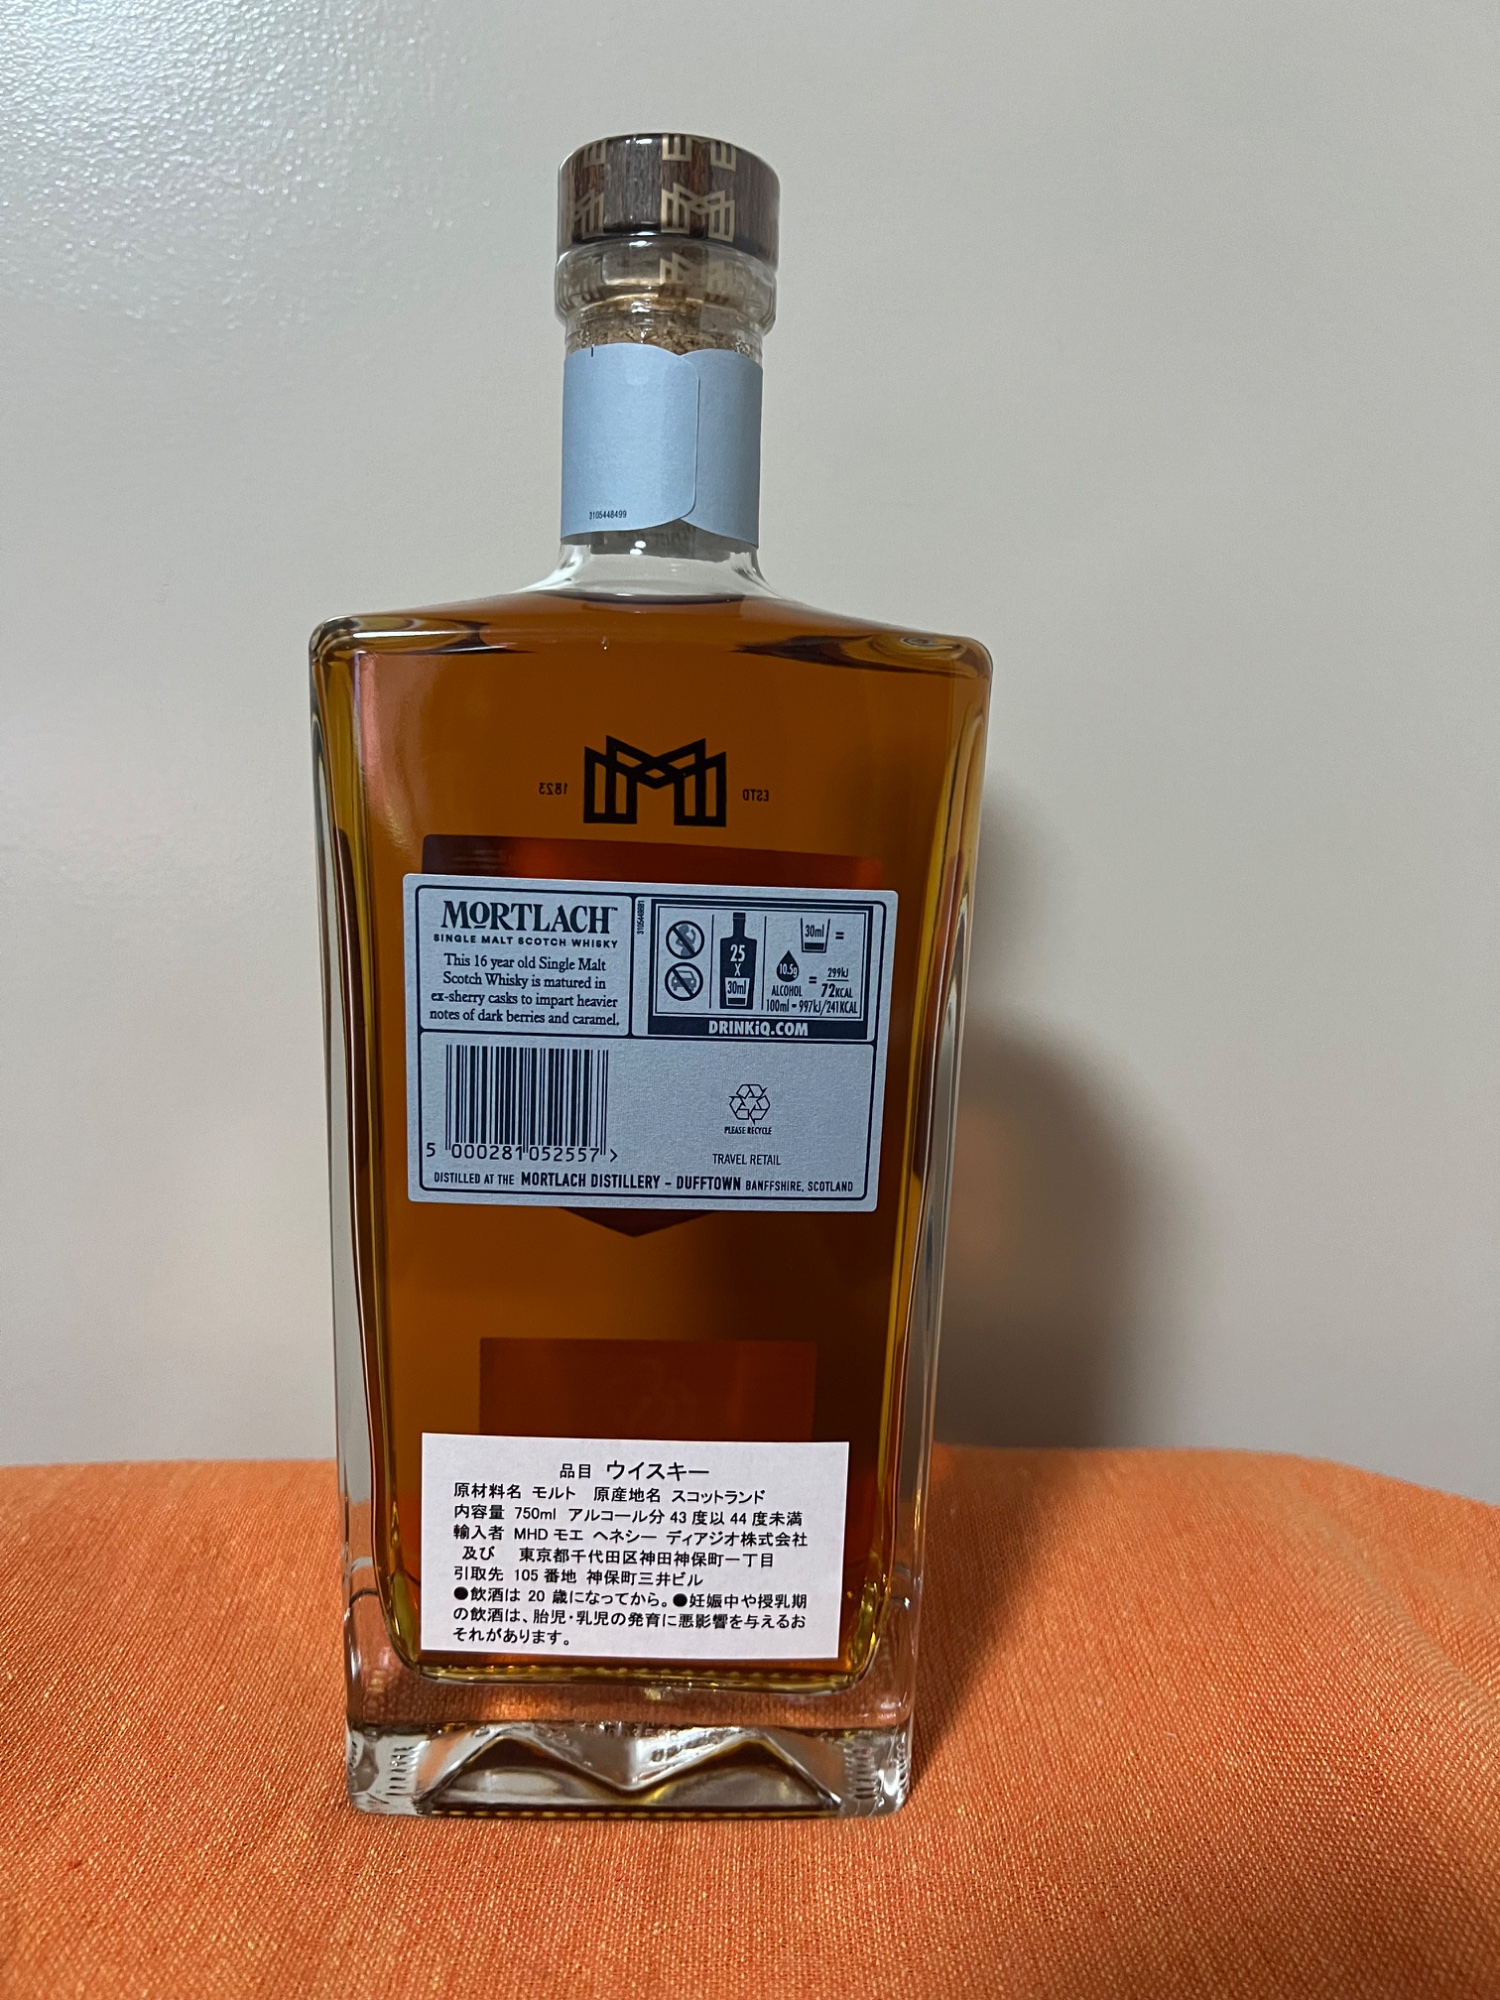 3105448499
1823
ESTD
MORTLACH™
SINGLE MALT SCOTCH WHISKY
This 16 year old Single Malt
Scotch Whisky is matured in
ex-sherry casks to impart heavier
notes of dark berries and caramel.
25
X
30ml
30ml =
10.5g
ALCOHOL
= 299kJ
72KCAL
100ml = 997kJ/241KCAL
DRINKiQ.COM
5 000281 052557 >
PLEASE RECYCLE
TRAVEL RETAIL
DISTILLED AT THE MORTLACH DISTILLERY – DUFFTOWN BANFFSHIRE, SCOTLAND
品目 ウイスキー
原材料名 モルト 原産地名 スコットランド
内容量 750ml アルコール分 43 度以 44 度未満
輸入者 MHD モエ ヘネシー ディアジオ株式会社
及び 東京都千代田区神田神保町一丁目
引取先 105 番地 神保町三井ビル
●飲酒は 20 歳になってから。●妊娠中や授乳期
の飲酒は、胎児・乳児の発育に悪影響を与えるお
それがあります。